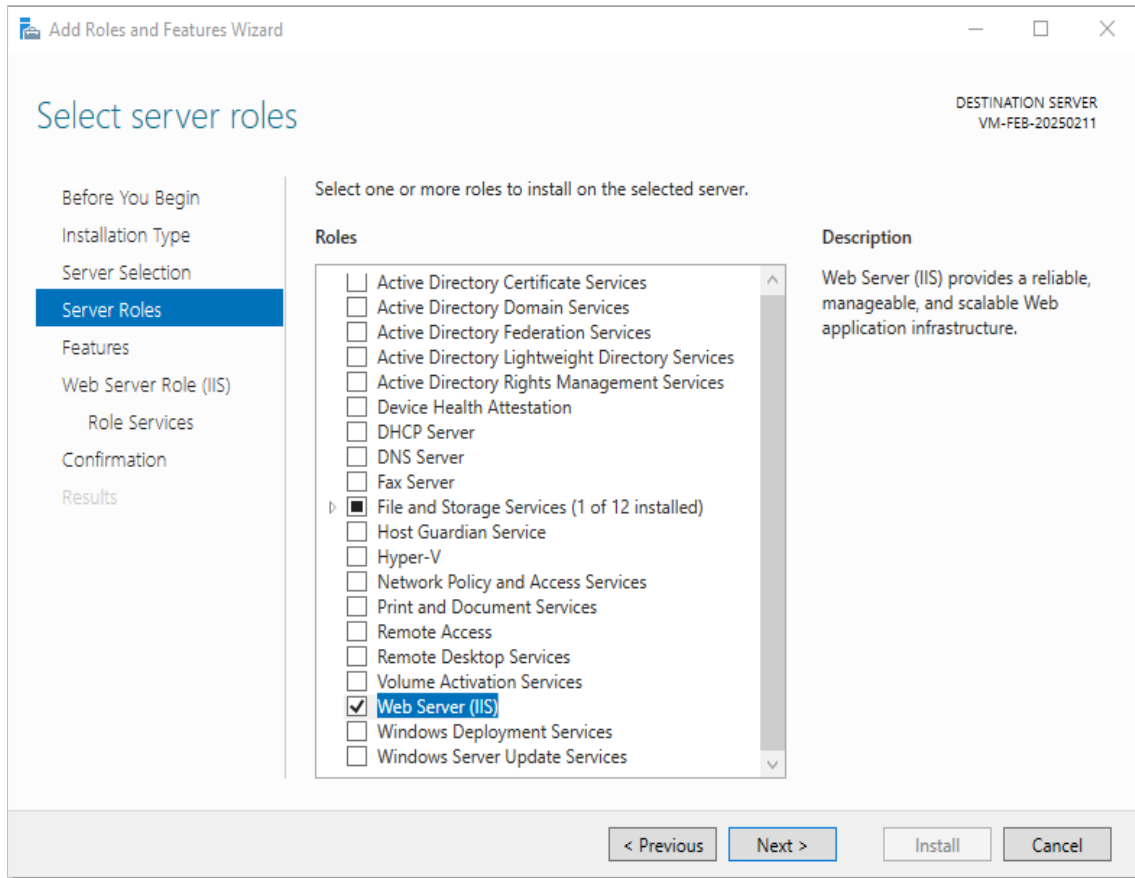 Add Roles and Features Wizard
Select server roles
DESTINATION SERVER
VM-FEB-20250211
Before You Begin
Installation Type
Server Selection
Server Roles
Features
Web Server Role (IIS)
Role Services
Confirmation
Results
Select one or more roles to install on the selected server.
Roles
Active Directory Certificate Services
Active Directory Domain Services
Active Directory Federation Services
Active Directory Lightweight Directory Services
Active Directory Rights Management Services
Device Health Attestation
DHCP Server
DNS Server
Fax Server
File and Storage Services (1 of 12 installed)
Host Guardian Service
Hyper-V
Network Policy and Access Services
Print and Document Services
Remote Access
Remote Desktop Services
Volume Activation Services
Web Server (IIS)
Windows Deployment Services
Windows Server Update Services
Description
Web Server (IIS) provides a reliable,
manageable, and scalable Web
application infrastructure.
< Previous
Next >
Install
Cancel